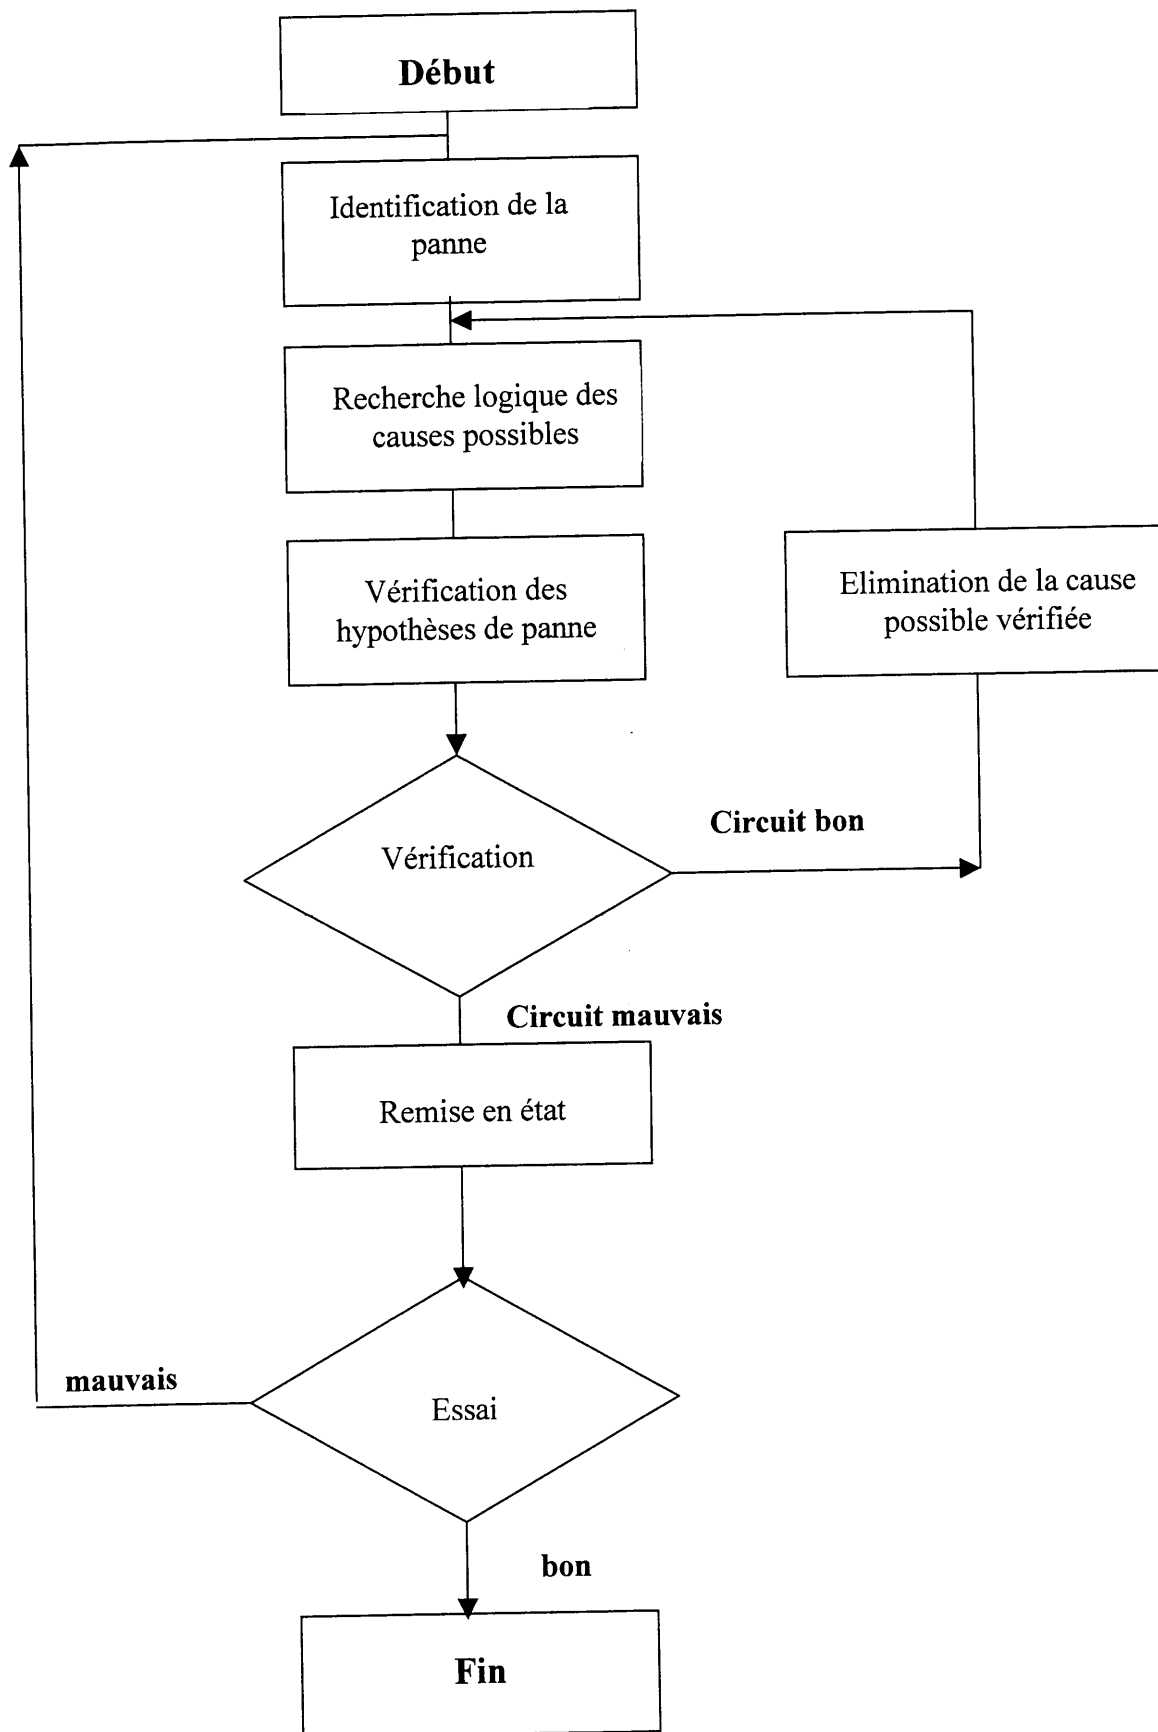 Début
Identification de la
panne
Recherche logique des
causes possibles
Vérification des
hypothèses de panne
Elimination de la cause
possible vérifiée
Vérification
Circuit bon
Circuit mauvais
Remise en état
mauvais
Essai
bon
Fin